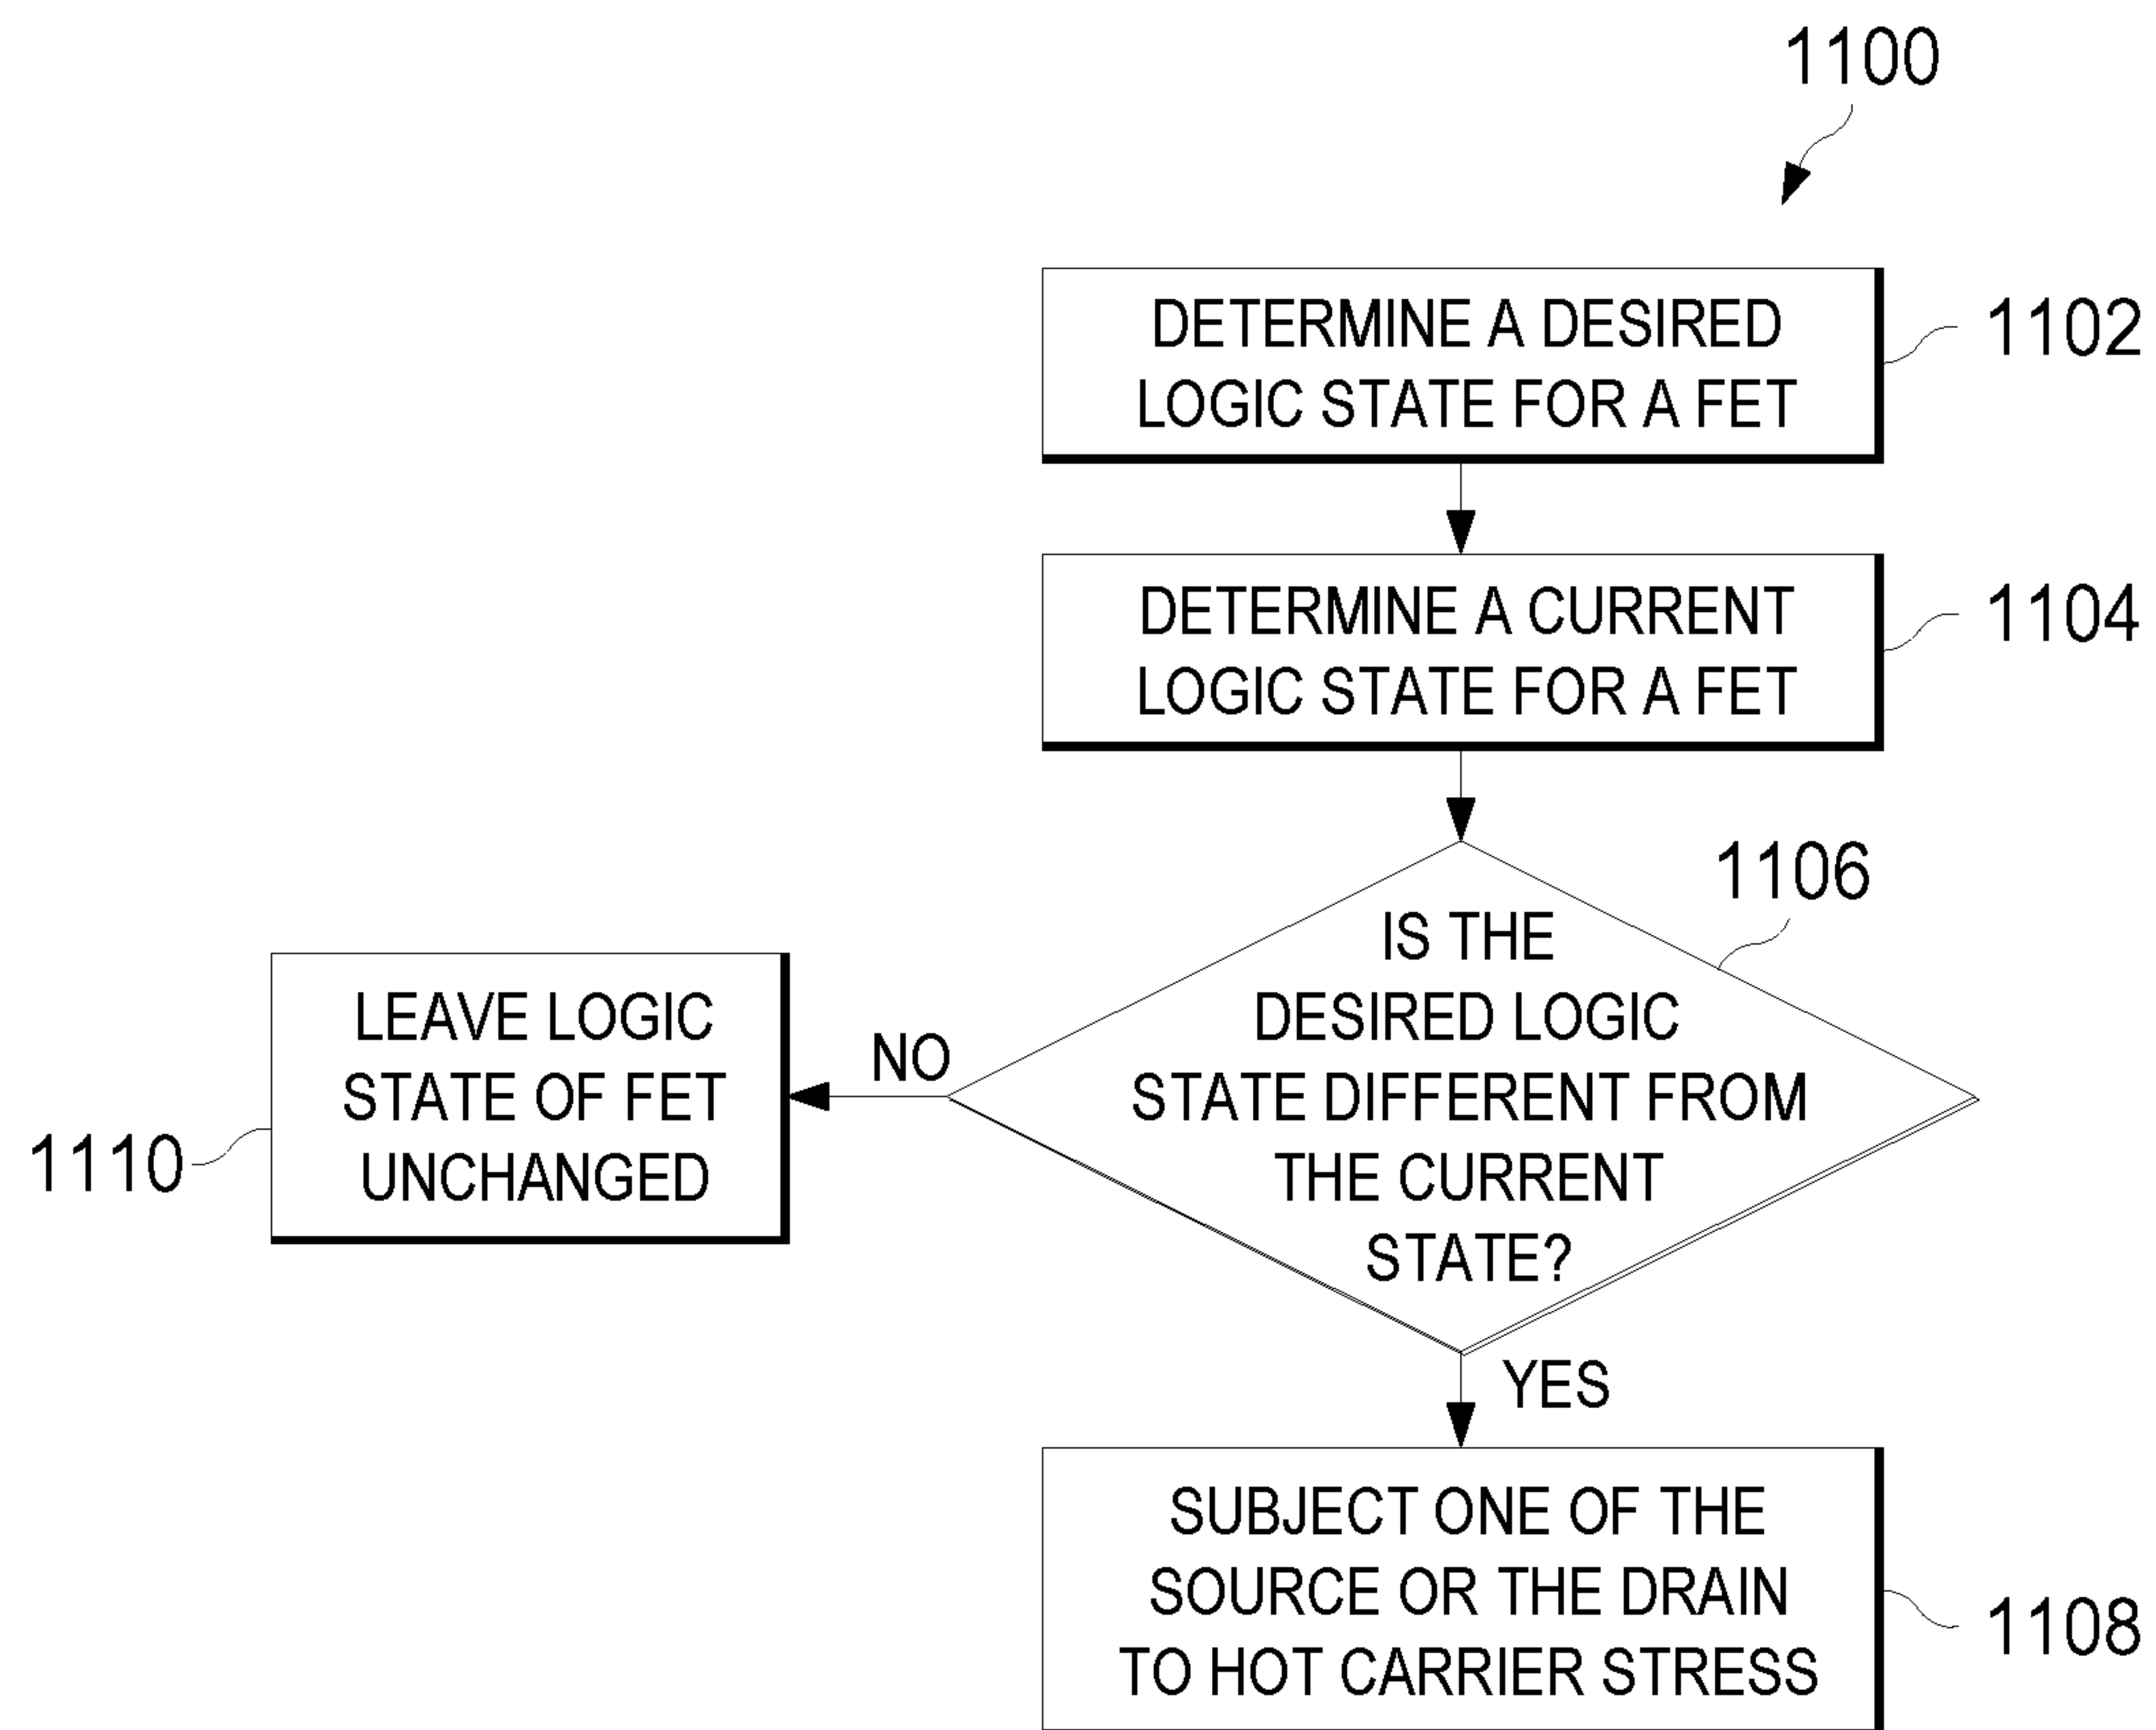 1100
DETERMINE A DESIRED
LOGIC STATE FOR A FET
1102
DETERMINE A CURRENT
LOGIC STATE FOR A FET
1104
1106
IS THE
DESIRED LOGIC
STATE DIFFERENT FROM
THE CURRENT
STATE?
NO
LEAVE LOGIC
STATE OF FET
UNCHANGED
1110
YES
SUBJECT ONE OF THE
SOURCE OR THE DRAIN
TO HOT CARRIER STRESS
1108